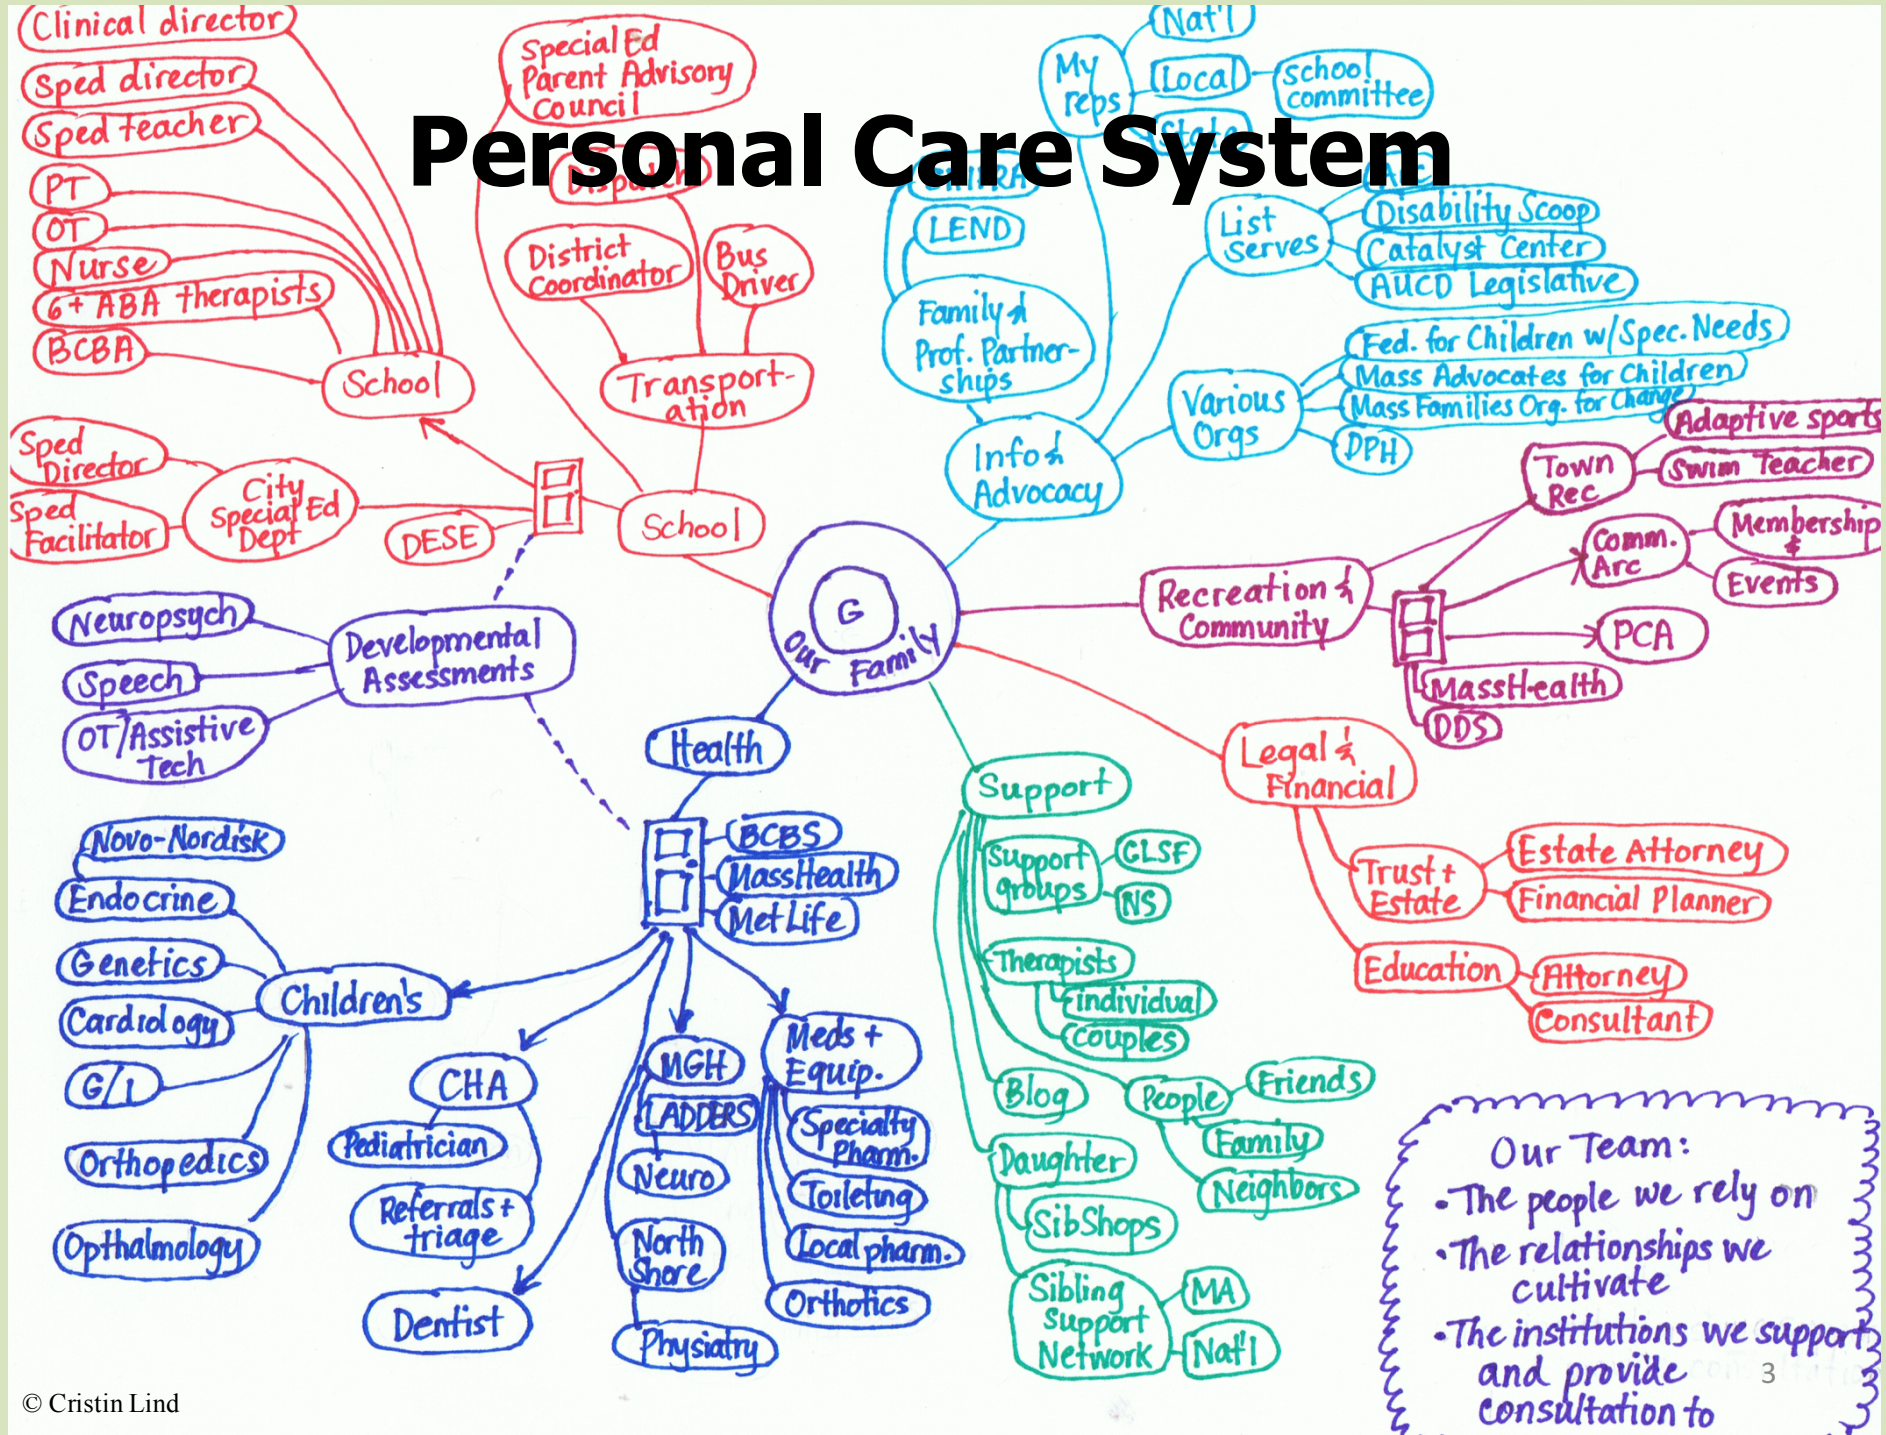 Personal Care System
Clinical director
Sped director
Sped teacher
PT
OT
Nurse
6+ ABA therapists
BCBA
School
Special Ed
Parent Advisory
Council
Dispatch
District
Coordinator
Bus
Driver
Transport-
ation
Sped
Director
Sped
Facilitator
City
Special Ed
Dept
DESE
School
My
reps
Nat'l
Local
School
committee
State
LEND
Family &
Prof. Partner-
ships
List
Serves
Arc
Disability Scoop
Catalyst Center
AUCD Legislative
Various
Orgs
Fed. for Children w/Spec. Needs
Mass Advocates for Children
Mass Families Org. for Change
DPH
Info &
Advocacy
Town
Rec
Adaptive sports
Swim Teacher
Comm.
Arc
Membership
&
Events
Recreation &
Community
PCA
MassHealth
DDS
G
Our Family
Neuropsych
Speech
OT/Assistive
Tech
Developmental
Assessments
Health
BCBS
MassHealth
MetLife
Novo-Nordisk
Endocrine
Genetics
Cardiology
G/I
Orthopedics
Opthalmology
Children's
CHA
Pediatrician
Referrals +
triage
Dentist
MGH
LADDERS
Neuro
North
Shore
Physiatry
Meds +
Equip.
Specialty
Pharm.
Toileting
Local pharm.
Orthotics
Support
Support
groups
CLSF
NS
Therapists
individual
couples
Blog
People
Friends
Family
Neighbors
Daughter
SibShops
Sibling
Support
Network
MA
Nat'l
Legal &
Financial
Trust +
Estate
Estate Attorney
Financial Planner
Education
Attorney
Consultant
Our Team:
•The people we rely on
•The relationships we
cultivate
•The institutions we support
and provide
consultation to
3
© Cristin Lind